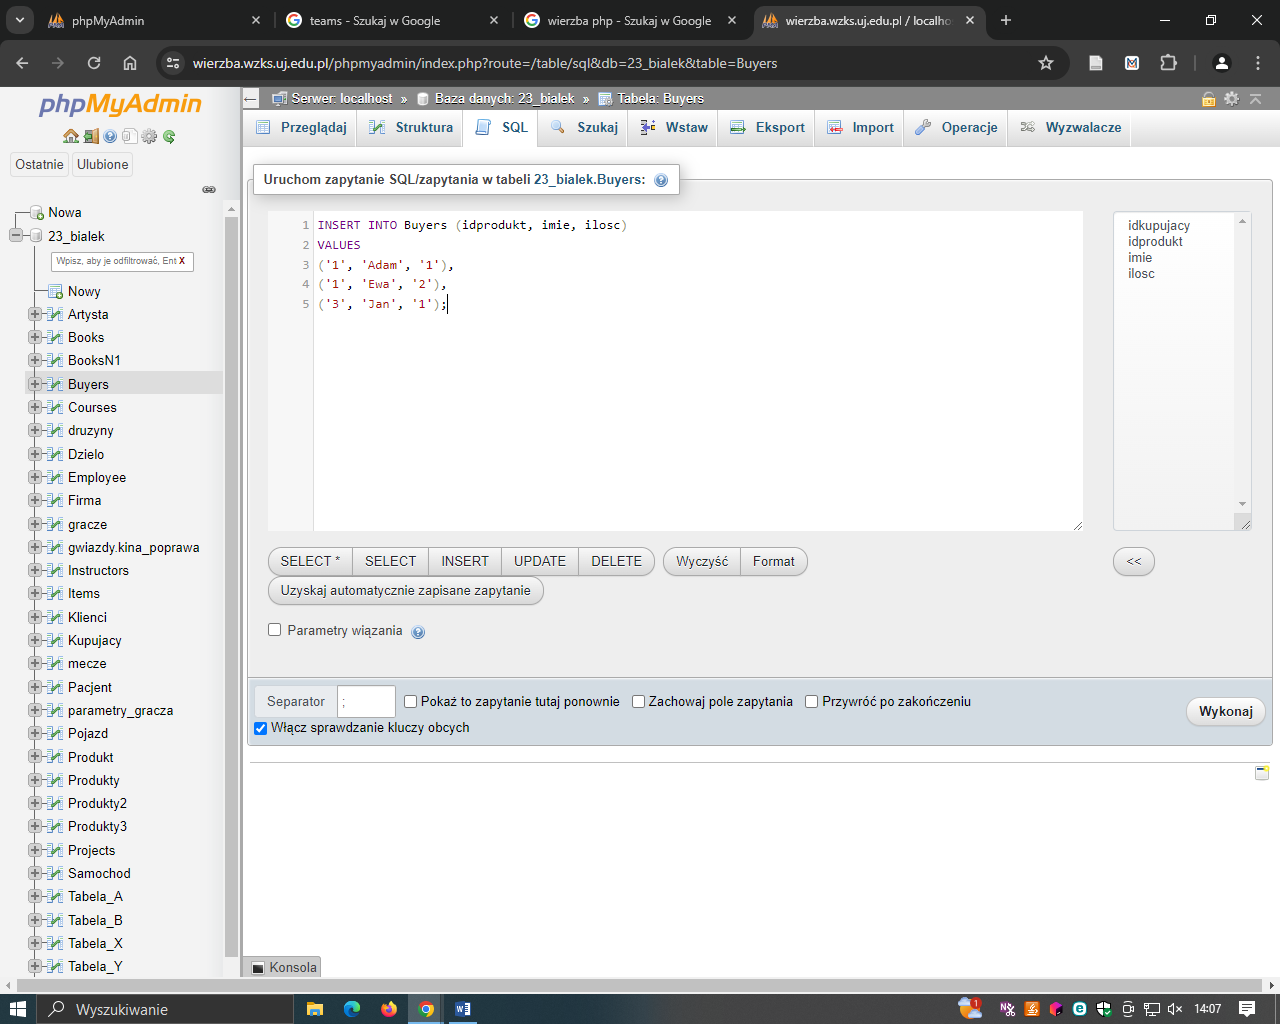 phpMyAdmin
teams - Szukaj w Google
wierzba php - Szukaj w Google
wierzba.wzks.uj.edu.pl / localhos
wierzba.wzks.uj.edu.pl/phpmyadmin/index.php?route=/table/sql&db=23_bialek&table=Buyers
phpMyAdmin
Ostatnie
Ulubione
Nowa
23_bialek
Wpisz, aby je odfiltrować, Ent X
Nowy
Artysta
Books
BooksN1
Buyers
Courses
druzyny
Dzielo
Employee
Firma
gracze
gwiazdy.kina_poprawa
Instructors
Items
Klienci
Kupujacy
mecze
Pacjent
parametry_gracza
Pojazd
Produkt
Produkty
Produkty2
Produkty3
Projects
Samochod
Tabela_A
Tabela_B
Tabela_X
Tabela_Y
Serwer: localhost » Baza danych: 23_bialek » Tabela: Buyers
Przeglądaj
Struktura
SQL
Szukaj
Wstaw
Eksport
Import
Operacje
Wyzwalacze
Uruchom zapytanie SQL/zapytania w tabeli 23_bialek.Buyers:
1 INSERT INTO Buyers (idprodukt, imie, ilosc)
2 VALUES
3 ('1', 'Adam', '1'),
4 ('1', 'Ewa', '2'),
5 ('3', 'Jan', '1');
idkupujacy
idprodukt
imie
ilosc
SELECT *
SELECT
INSERT
UPDATE
DELETE
Wyczyść
Format
<<
Uzyskaj automatycznie zapisane zapytanie
Parametry wiązania
Separator ;
Pokaż to zapytanie tutaj ponownie
Zachowaj pole zapytania
Przywróć po zakończeniu
Włącz sprawdzanie kluczy obcych
Wykonaj
Konsola
Wyszukiwanie
1
14:07